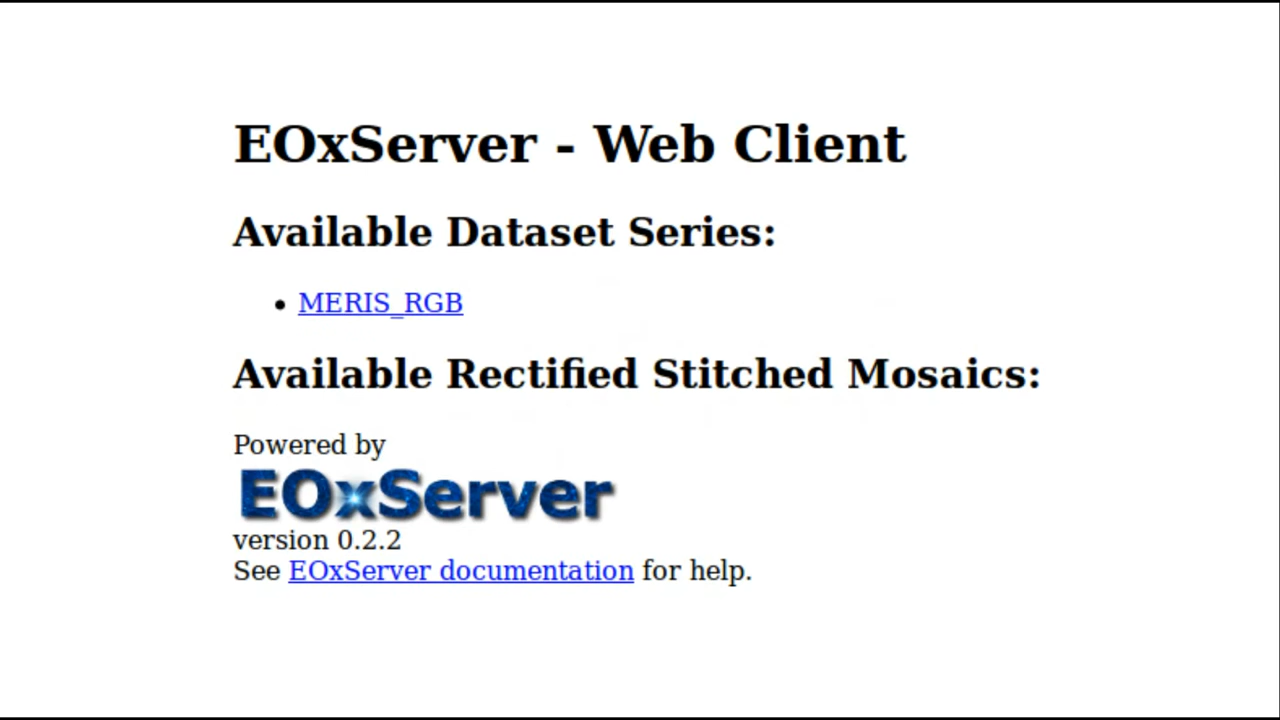 EOxServer - Web Client
Available Dataset Series:
• MERIS_RGB
Available Rectified Stitched Mosaics:
Powered by
EOxServer
version 0.2.2
See EOxServer documentation for help.